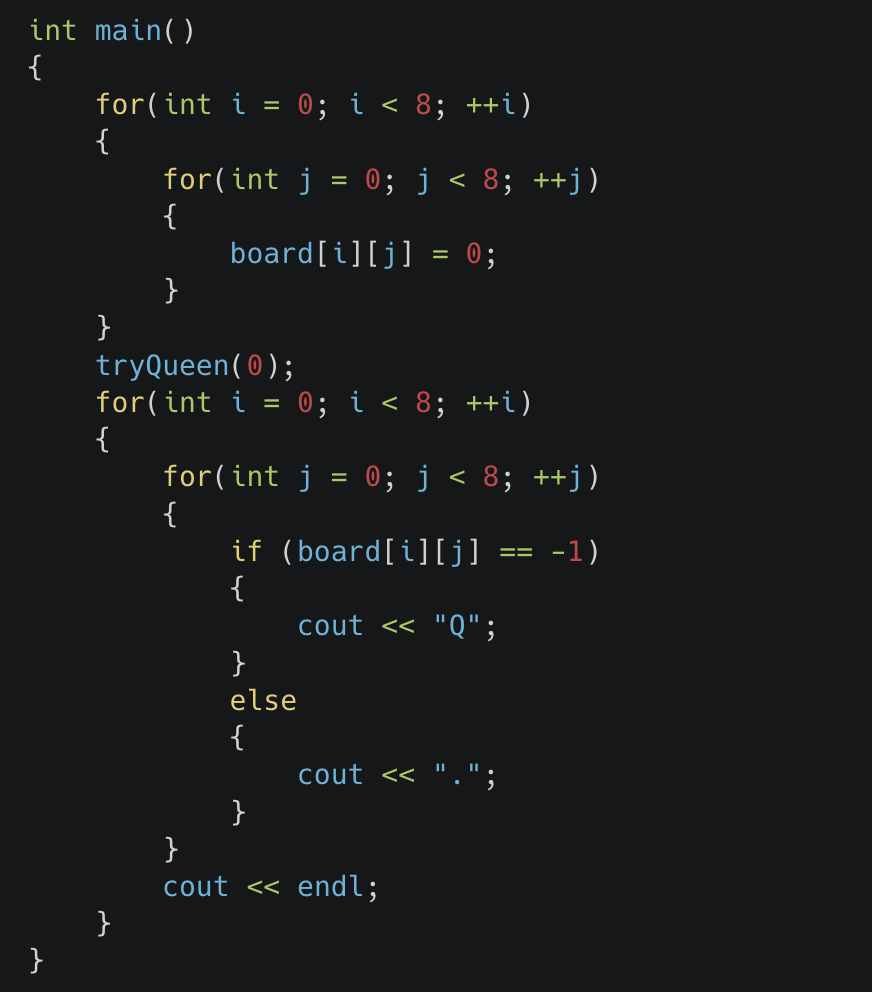 int main()
{
    for(int i = 0; i < 8; ++i)
    {
        for(int j = 0; j < 8; ++j)
        {
            board[i][j] = 0;
        }
    }
    tryQueen(0);
    for(int i = 0; i < 8; ++i)
    {
        for(int j = 0; j < 8; ++j)
        {
            if (board[i][j] == -1)
            {
                cout << "Q";
            }
            else
            {
                cout << ".";
            }
        }
        cout << endl;
    }
}